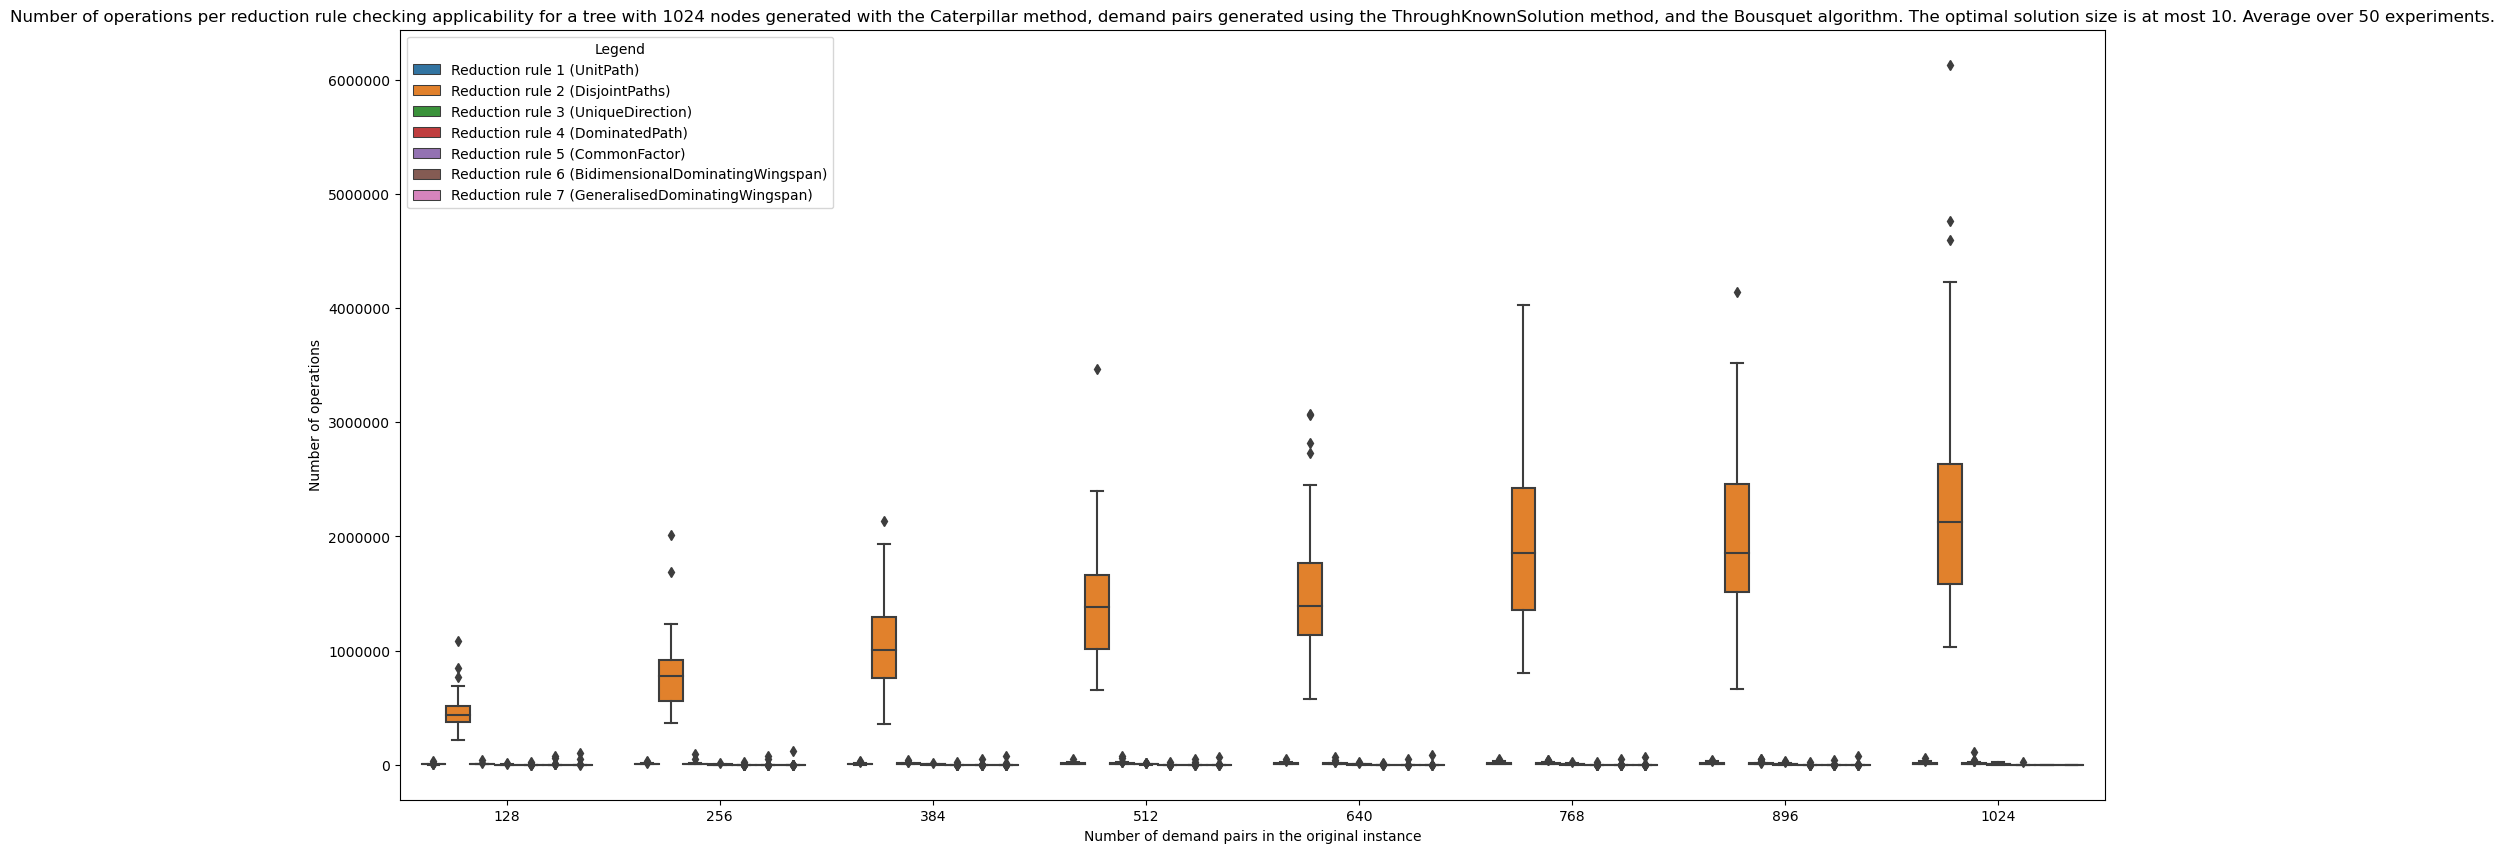 Number of operations per reduction rule checking applicability for a tree with 1024 nodes generated with the Caterpillar method, demand pairs generated using the ThroughKnownSolution method, and the Bousquet algorithm. The optimal solution size is at most 10. Average over 50 experiments.
Legend
Reduction rule 1 (UnitPath)
Reduction rule 2 (DisjointPaths)
Reduction rule 3 (UniqueDirection)
Reduction rule 4 (DominatedPath)
Reduction rule 5 (CommonFactor)
Reduction rule 6 (BidimensionalDominatingWingspan)
Reduction rule 7 (GeneralisedDominatingWingspan)
Number of operations
6000000
5000000
4000000
3000000
2000000
1000000
0
128 256 384 512 640 768 896 1024
Number of demand pairs in the original instance